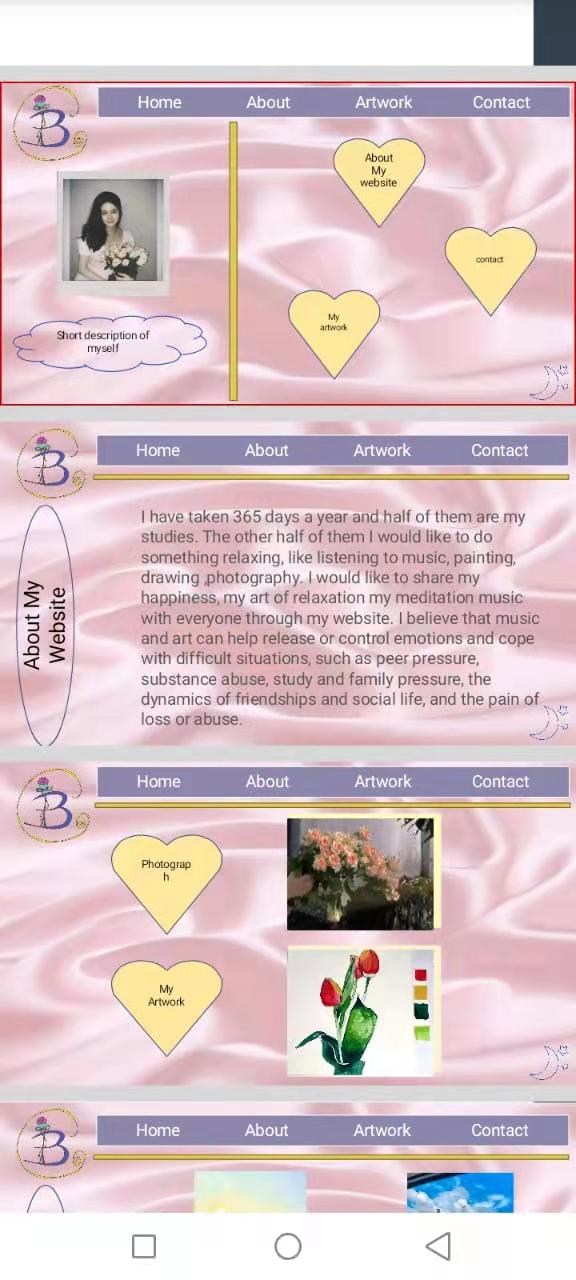 B
Home About Artwork Contact
About
My
website
contact
My
artwork
Short description of
myself
B
Home About Artwork Contact
About My
Website
I have taken 365 days a year and half of them are my
studies. The other half of them I would like to do
something relaxing, like listening to music, painting,
drawing ,photography. I would like to share my
happiness, my art of relaxation my meditation music
with everyone through my website. I believe that music
and art can help release or control emotions and cope
with difficult situations, such as peer pressure,
substance abuse, study and family pressure, the
dynamics of friendships and social life, and the pain of
loss or abuse.
B
Home About Artwork Contact
Photograp
h
My
Artwork
B
Home About Artwork Contact